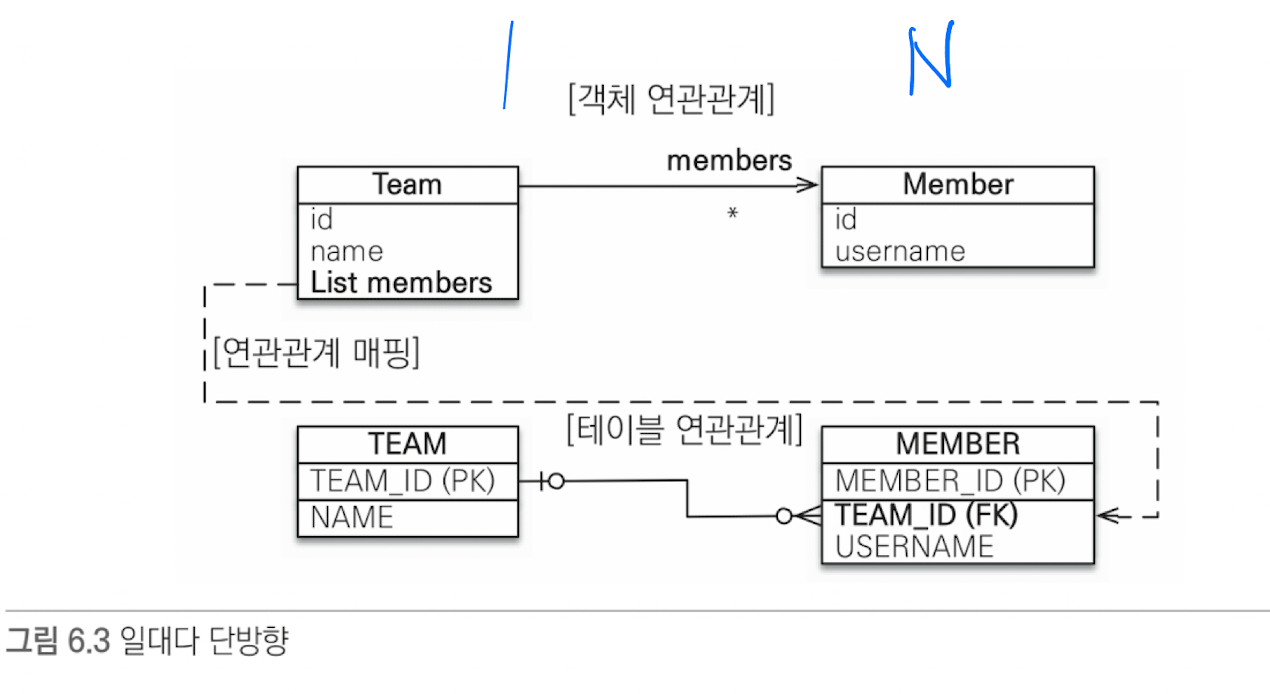 1 N
[객체 연관관계]
members
Team
Member
*
id
name
List members
id
username
[연관관계 매핑]
[테이블 연관관계]
TEAM
TEAM_ID (PK)
NAME
MEMBER
MEMBER_ID (PK)
TEAM_ID (FK)
USERNAME
그림 6.3 일대다 단방향